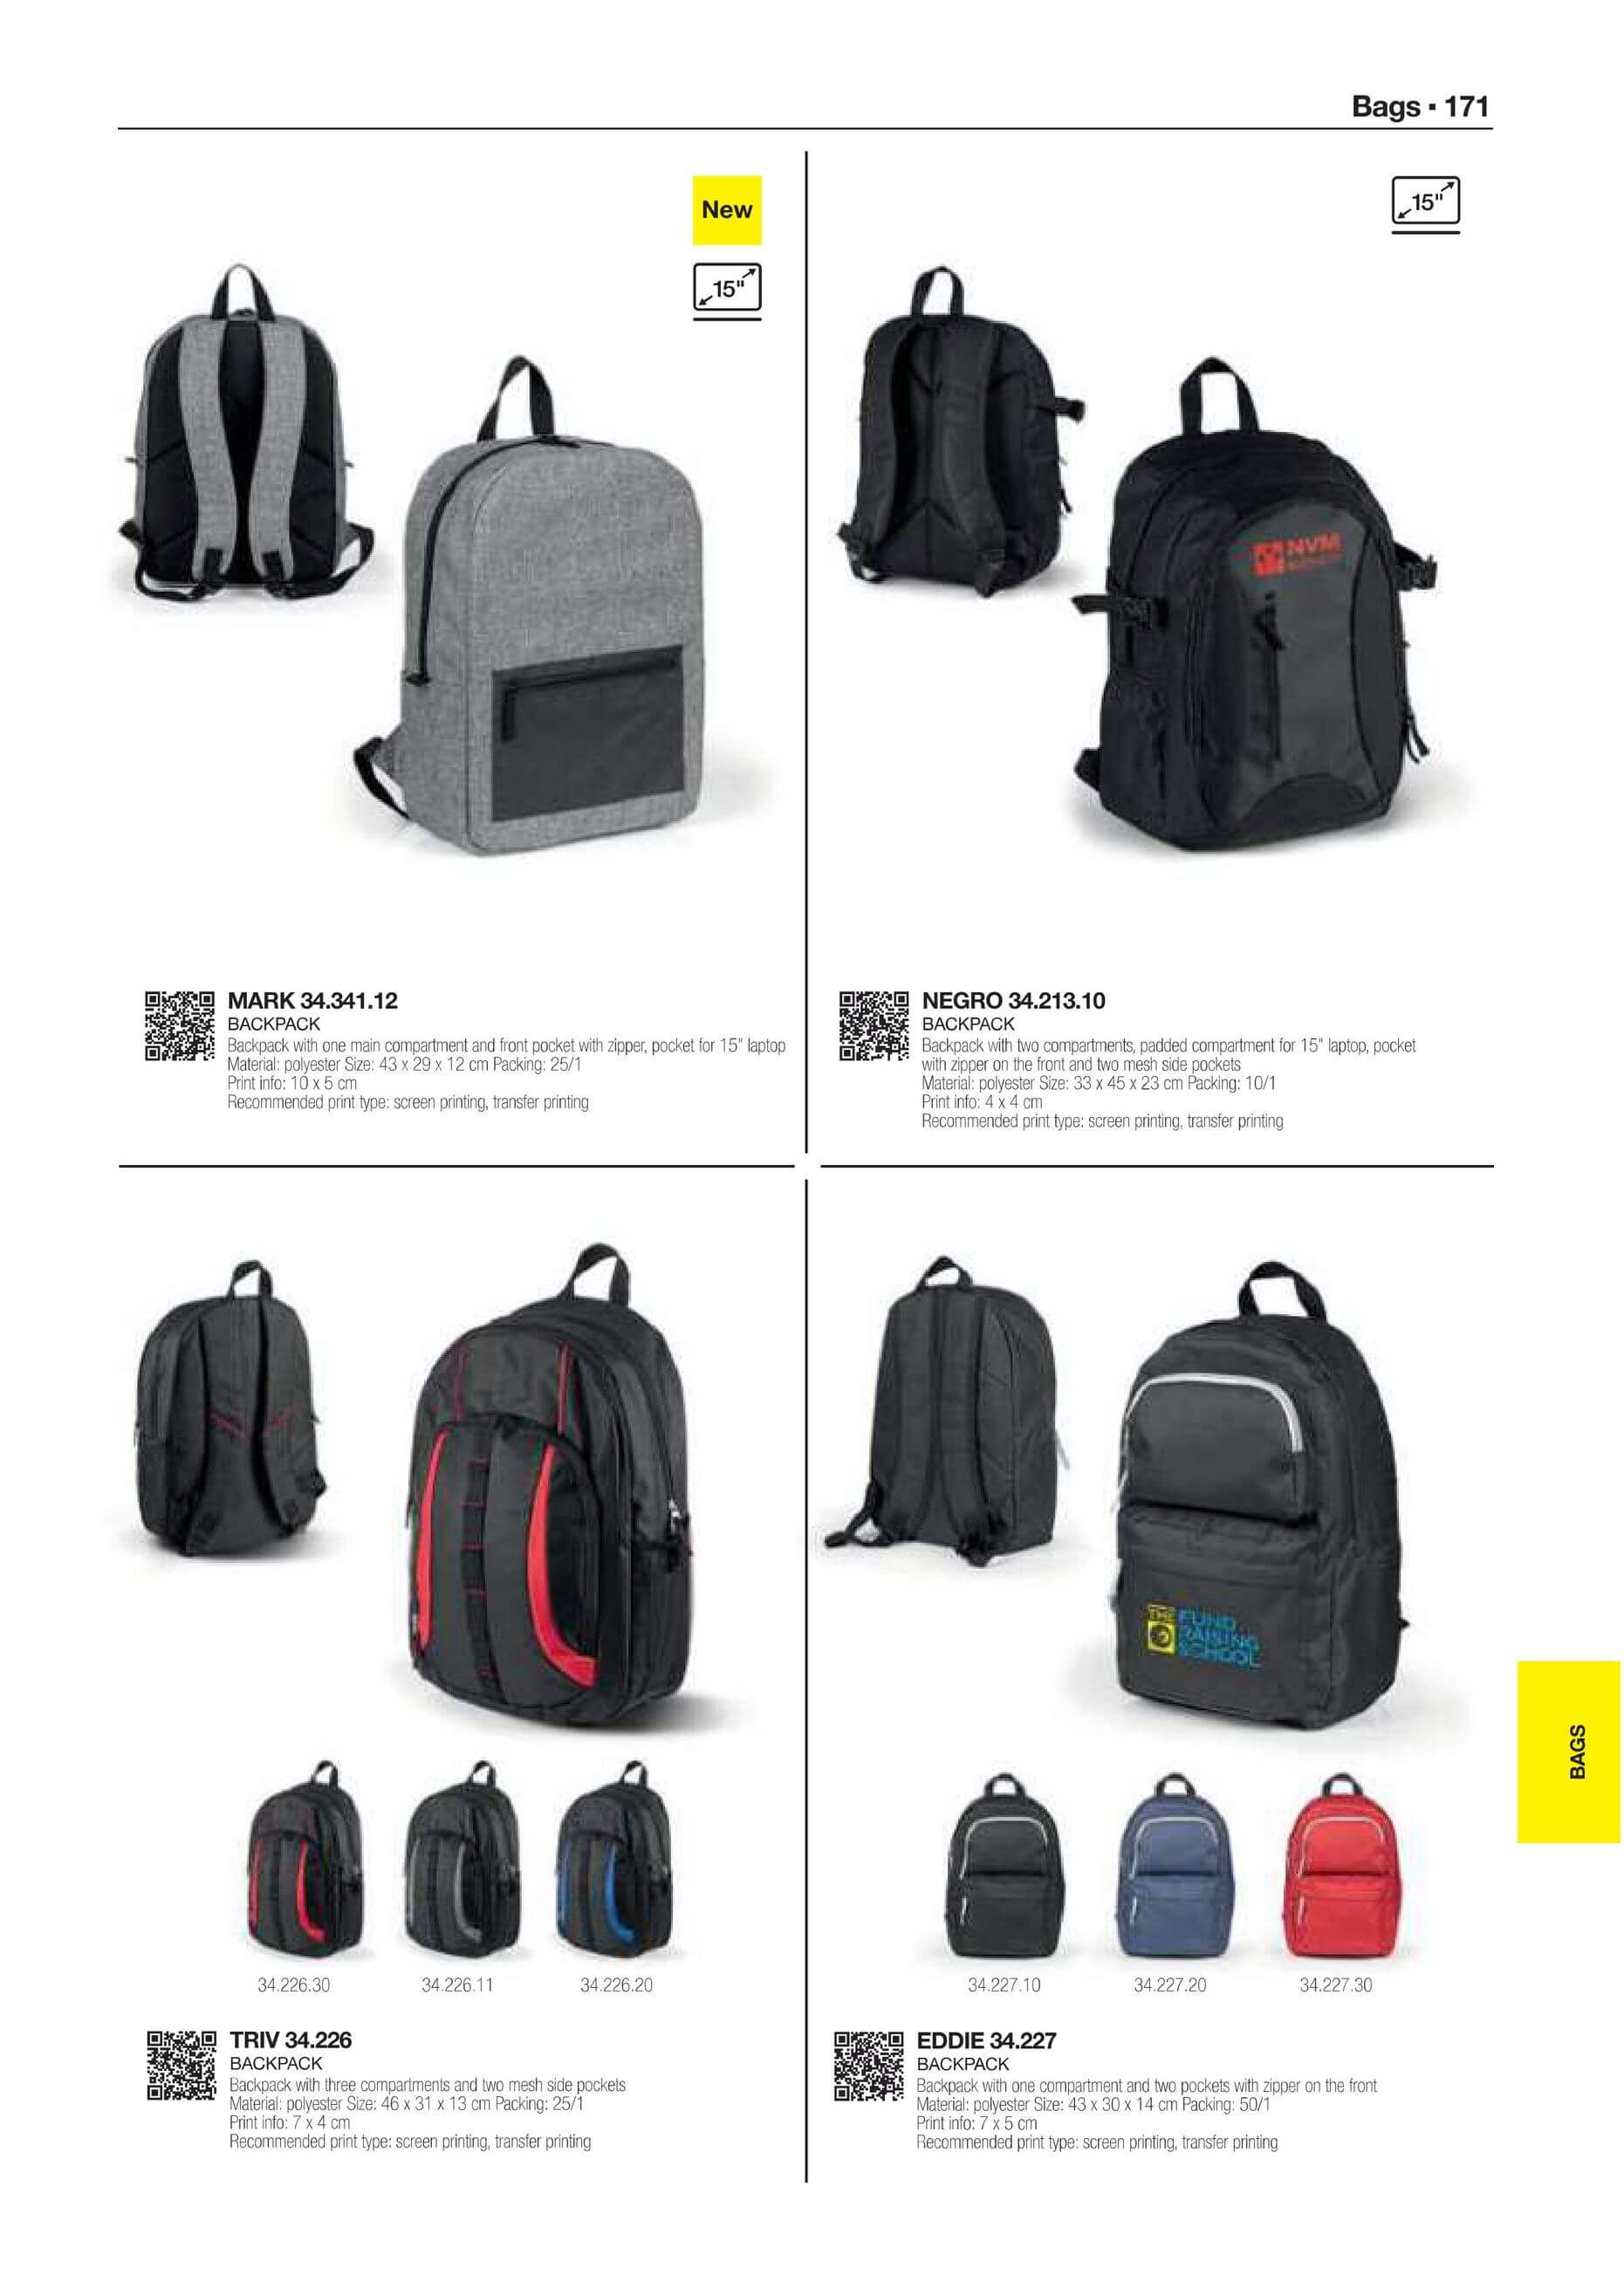 Bags ▪ 171
New
15"
15"
NVM
MARK 34.341.12
BACKPACK
Backpack with one main compartment and front pocket with zipper, pocket for 15" laptop
Material: polyester Size: 43 x 29 x 12 cm Packing: 25/1
Print info: 10 x 5 cm
Recommended print type: screen printing, transfer printing
NEGRO 34.213.10
BACKPACK
Backpack with two compartments, padded compartment for 15" laptop, pocket
with zipper on the front and two mesh side pockets
Material: polyester Size: 33 x 45 x 23 cm Packing: 10/1
Print info: 4 x 4 cm
Recommended print type: screen printing, transfer printing
THE FUND
RAISING
SCHOOL
BAGS
34.226.30
34.226.11
34.226.20
34.227.10
34.227.20
34.227.30
TRIV 34.226
BACKPACK
Backpack with three compartments and two mesh side pockets
Material: polyester Size: 46 x 31 x 13 cm Packing: 25/1
Print info: 7 x 4 cm
Recommended print type: screen printing, transfer printing
EDDIE 34.227
BACKPACK
Backpack with one compartment and two pockets with zipper on the front
Material: polyester Size: 43 x 30 x 14 cm Packing: 50/1
Print info: 7 x 5 cm
Recommended print type: screen printing, transfer printing